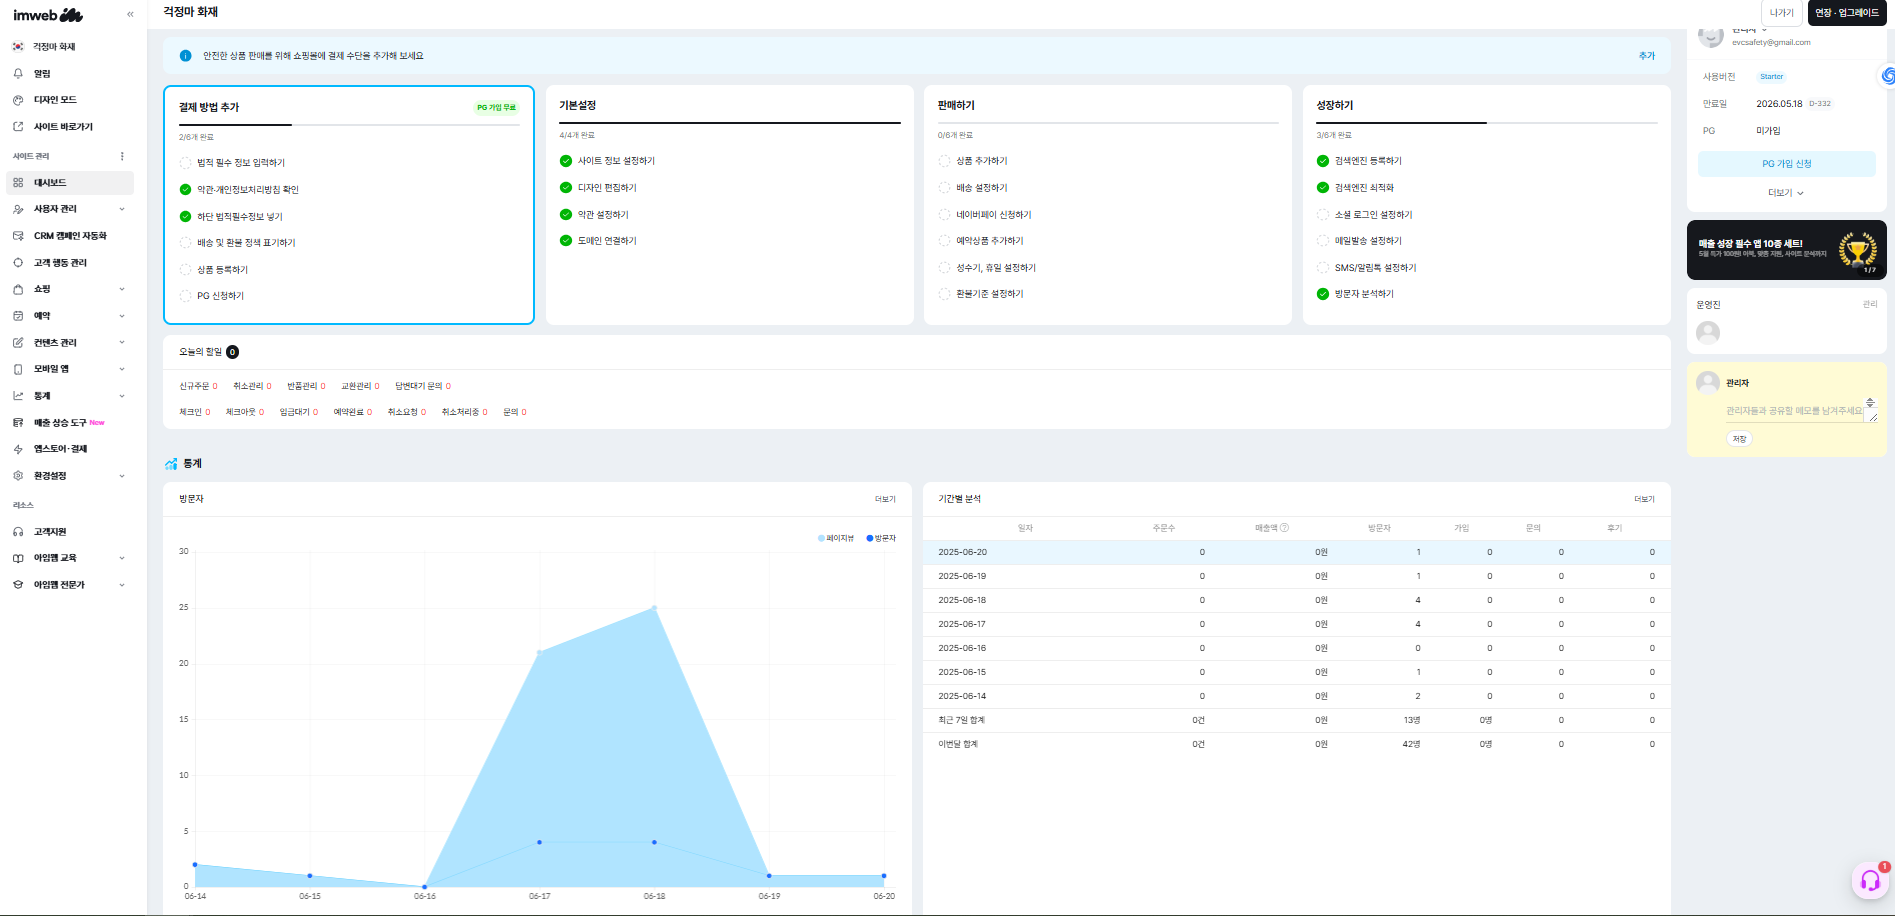 imweb
걱정마 화재
알림
디자인 모드
사이트 바로가기
사이트 관리
대시보드
사용자 관리
CRM 캠페인 자동화
고객 행동 관리
쇼핑
예약
컨텐츠 관리
모바일 앱
통계
매출 상승 도구 New
앱스토어·결제
환경설정
리소스
고객지원
아임웹 교육
아임웹 전문가
걱정마 화재
나가기
연장 · 업그레이드
안전한 상품 판매를 위해 쇼핑몰에 결제 수단을 추가해 보세요
추가
결제 방법 추가
PG 가입 무료
2/6개 완료
법적 필수 정보 입력하기
약관·개인정보처리방침 확인
하단 법적필수정보 넣기
배송 및 환불 정책 표기하기
상품 등록하기
PG 신청하기
기본설정
4/4개 완료
사이트 정보 설정하기
디자인 편집하기
약관 설정하기
도메인 연결하기
판매하기
0/6개 완료
상품 추가하기
배송 설정하기
네이버페이 신청하기
예약상품 추가하기
성수기, 휴일 설정하기
환불기준 설정하기
성장하기
3/6개 완료
검색엔진 등록하기
검색엔진 최적화
소셜 로그인 설정하기
메일발송 설정하기
SMS/알림톡 설정하기
방문자 분석하기
오늘의 할일 0
신규주문 0 취소관리 0 반품관리 0 교환관리 0 답변대기 문의 0
체크인 0 체크아웃 0 입금대기 0 예약완료 0 취소요청 0 취소처리중 0 문의 0
통계
방문자
더보기
페이지뷰 방문자
30
25
20
15
10
5
0
06-14 06-15 06-16 06-17 06-18 06-19 06-20
기간별 분석
더보기
일자 주문수 매출액 ? 방문자 가입 문의 후기
2025-06-20 0 0원 1 0 0 0
2025-06-19 0 0원 1 0 0 0
2025-06-18 0 0원 4 0 0 0
2025-06-17 0 0원 4 0 0 0
2025-06-16 0 0원 0 0 0 0
2025-06-15 0 0원 1 0 0 0
2025-06-14 0 0원 2 0 0 0
최근 7일 합계 0건 0원 13명 0명 0 0
이번달 합계 0건 0원 42명 0명 0 0
관리자
evcsafety@gmail.com
사용버전 Starter
만료일 2026.05.18 D-332
PG 미가입
PG 가입 신청
더보기
매출 성장 필수 앱 10종 세트!
1/7
운영진
관리
관리자
관리자들과 공유할 메모를 남겨주세요
저장
1